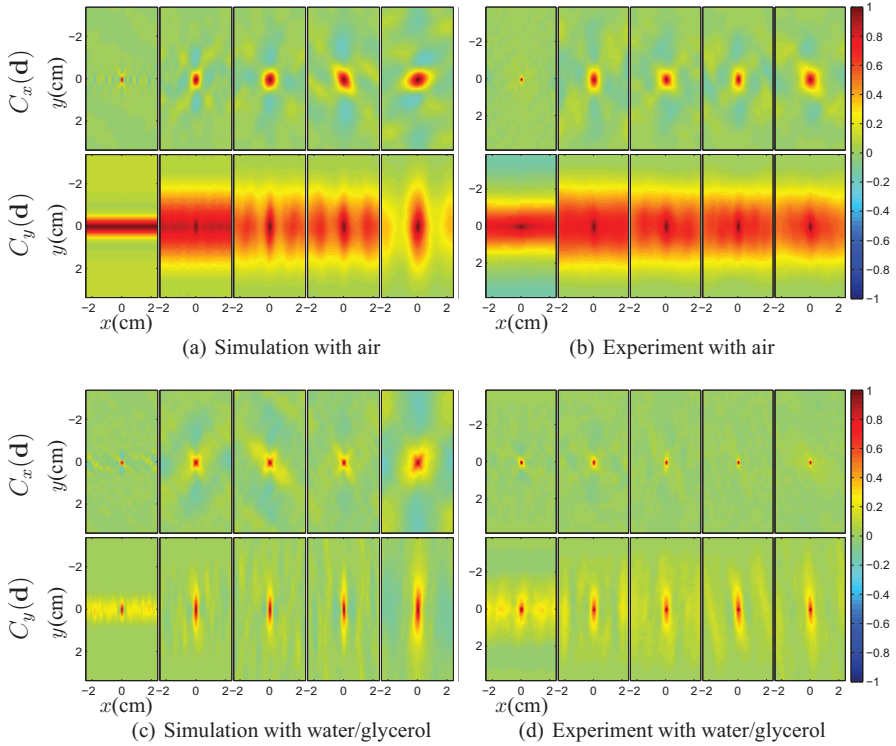 Cx(d) y(cm) −2 0 2
Cy(d) y(cm) −2 0 2
−2 0 2−2 0 2−2 0 2−2 0 2−2 0 2
x(cm)
(a) Simulation with air
−2 0 2−2 0 2−2 0 2−2 0 2−2 0 2
x(cm)
(b) Experiment with air
y(cm) −2 0 2
y(cm) −2 0 2
1
0.8
0.6
0.4
0.2
0
−0.2
−0.4
−0.6
−0.8
−1
Cx(d) y(cm) −2 0 2
Cy(d) y(cm) −2 0 2
−2 0 2−2 0 2−2 0 2−2 0 2−2 0 2
x(cm)
(c) Simulation with water/glycerol
y(cm) −2 0 2
y(cm) −2 0 2
−2 0 2−2 0 2−2 0 2−2 0 2−2 0 2
x(cm)
(d) Experiment with water/glycerol
1
0.8
0.6
0.4
0.2
0
−0.2
−0.4
−0.6
−0.8
−1